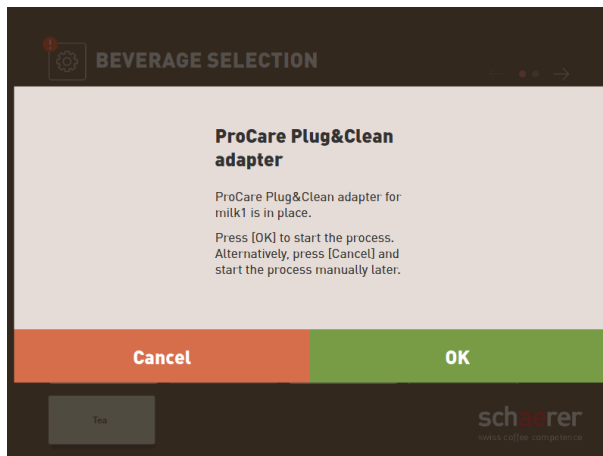 !
BEVERAGE SELECTION
ProCare Plug&Clean
adapter
ProCare Plug&Clean adapter for
milk1 is in place.
Press [OK] to start the process.
Alternatively, press [Cancel] and
start the process manually later.
Cancel
OK
Tea
schaerer
swiss coffee competence